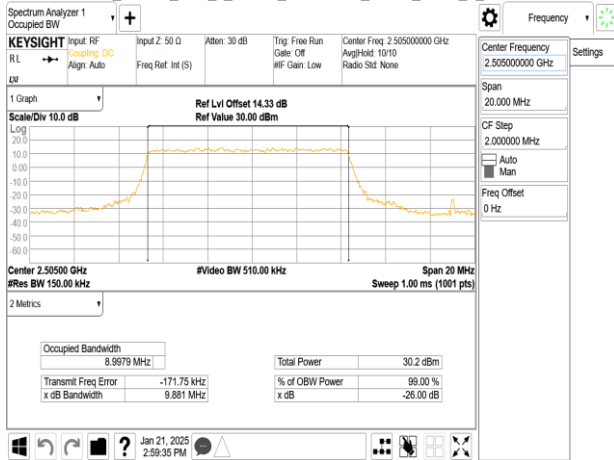 Spectrum Analyzer 1
Occupied BW
Frequency
KEYSIGHT
RL
LXI
Input: RF
Coupling: DC
Align: Auto
Input Z: 50 Ω
Freq Ref: Int (S)
Atten: 30 dB
Trig: Free Run
Gate: Off
#IF Gain: Low
Center Freq: 2.505000000 GHz
Avg|Hold: 10/10
Radio Std: None
Center Frequency
2.505000000 GHz
Settings
Span
20.000 MHz
CF Step
2.000000 MHz
Auto
Man
Freq Offset
0 Hz
1 Graph
Scale/Div 10.0 dB
Ref Lvl Offset 14.33 dB
Ref Value 30.00 dBm
Log
20.0
10.0
0.00
-10.0
-20.0
-30.0
-40.0
-50.0
-60.0
Center 2.50500 GHz
#Video BW 510.00 kHz
Span 20 MHz
#Res BW 150.00 kHz
Sweep 1.00 ms (1001 pts)
2 Metrics
Occupied Bandwidth
8.9979 MHz
Total Power 30.2 dBm
Transmit Freq Error -171.75 kHz
% of OBW Power 99.00 %
x dB Bandwidth 9.881 MHz
x dB -26.00 dB
?
Jan 21, 2025
2:59:35 PM